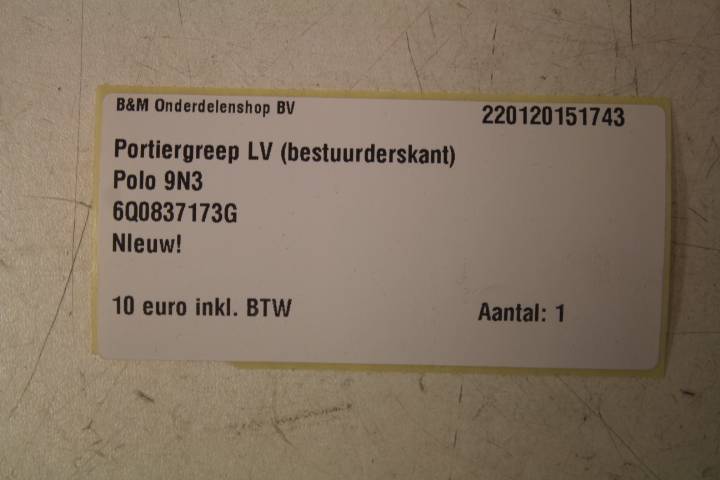 B&M Onderdelenshop BV 220120151743
Portiergreep LV (bestuurderskant)
Polo 9N3
6Q0837173G
NIeuw!
10 euro inkl. BTW Aantal: 1